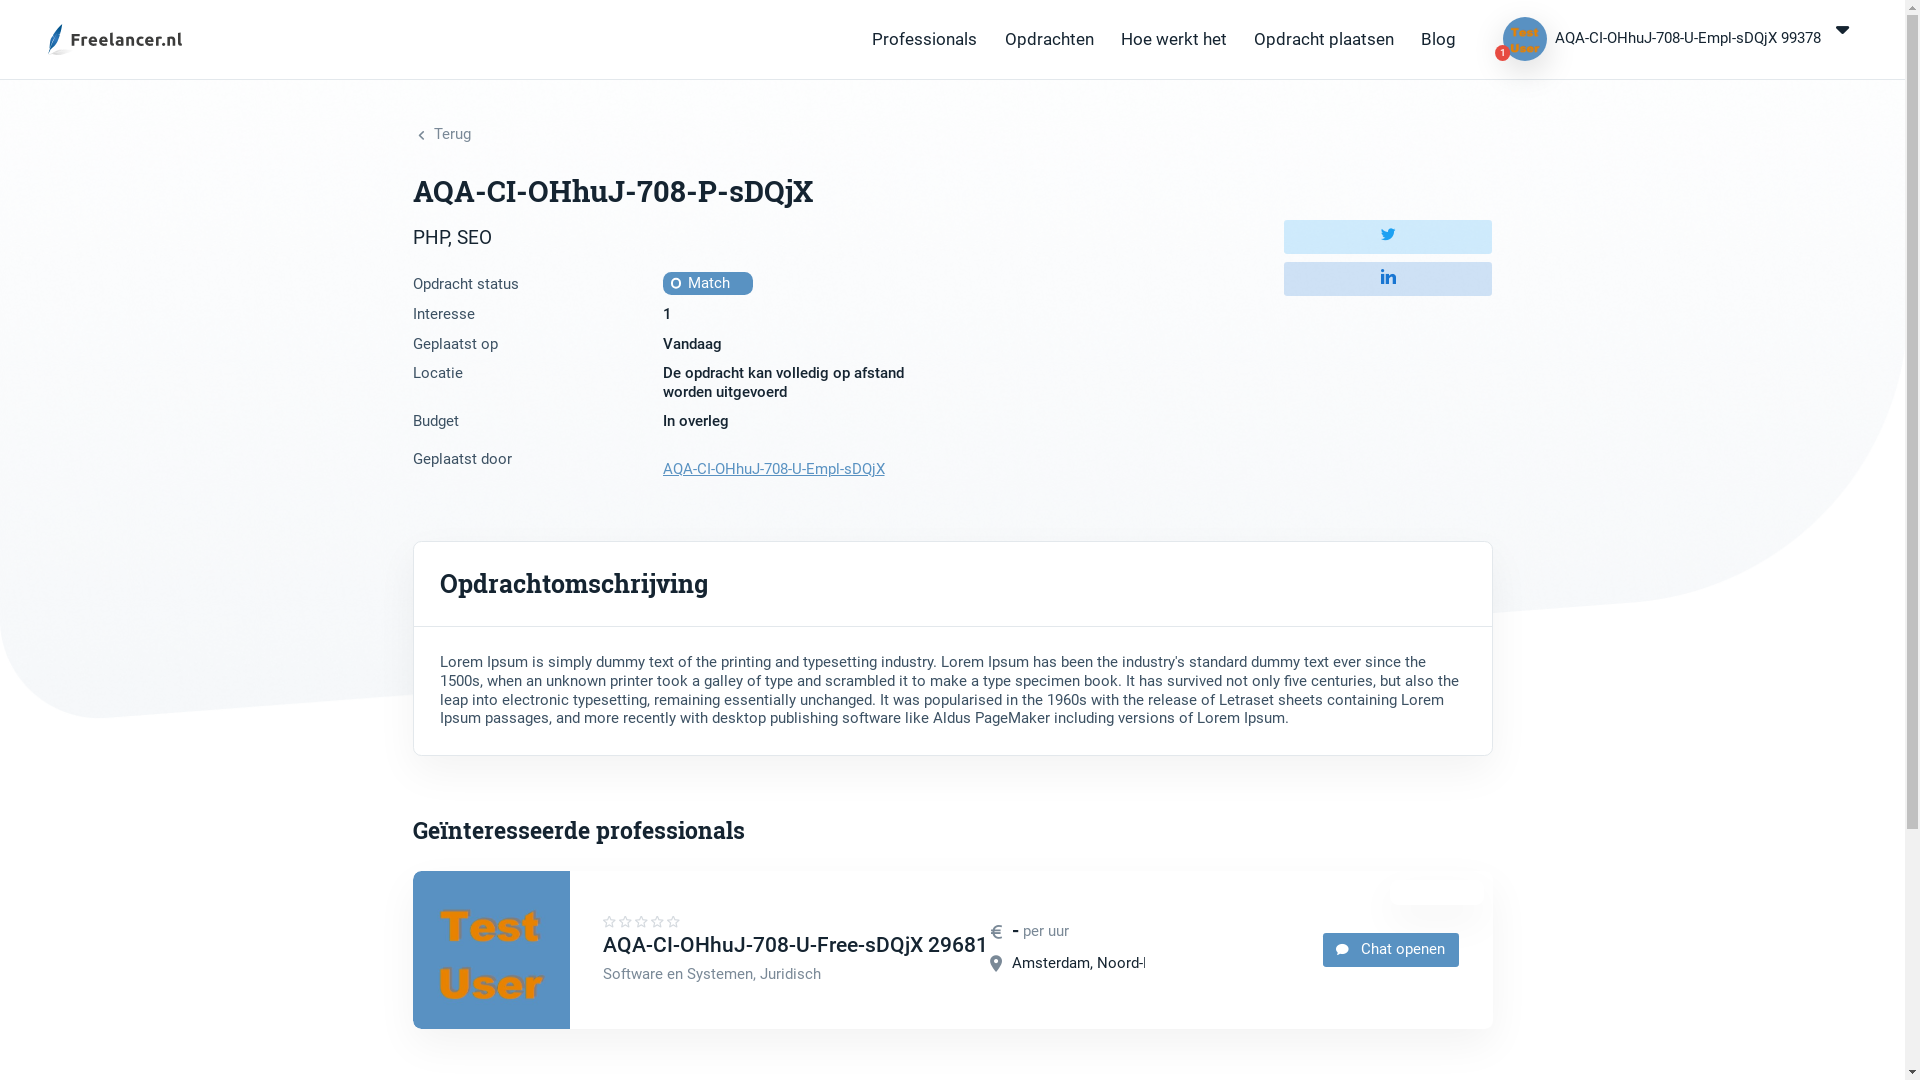 Freelancer.nl
Professionals Opdrachten Hoe werkt het Opdracht plaatsen Blog
Test User
1
AQA-CI-OHhuJ-708-U-Empl-sDQjX 99378
Terug
AQA-CI-OHhuJ-708-P-sDQjX
PHP, SEO
Opdracht status Match
Interesse 1
Geplaatst op Vandaag
Locatie De opdracht kan volledig op afstand
worden uitgevoerd
Budget In overleg
Geplaatst door AQA-CI-OHhuJ-708-U-Empl-sDQjX
Opdrachtomschrijving
Lorem Ipsum is simply dummy text of the printing and typesetting industry. Lorem Ipsum has been the industry's standard dummy text ever since the
1500s, when an unknown printer took a galley of type and scrambled it to make a type specimen book. It has survived not only five centuries, but also the
leap into electronic typesetting, remaining essentially unchanged. It was popularised in the 1960s with the release of Letraset sheets containing Lorem
Ipsum passages, and more recently with desktop publishing software like Aldus PageMaker including versions of Lorem Ipsum.
Geïnteresseerde professionals
Test
User
AQA-CI-OHhuJ-708-U-Free-sDQjX 29681
Software en Systemen, Juridisch
€ - per uur
Amsterdam, Noord-
Chat openen